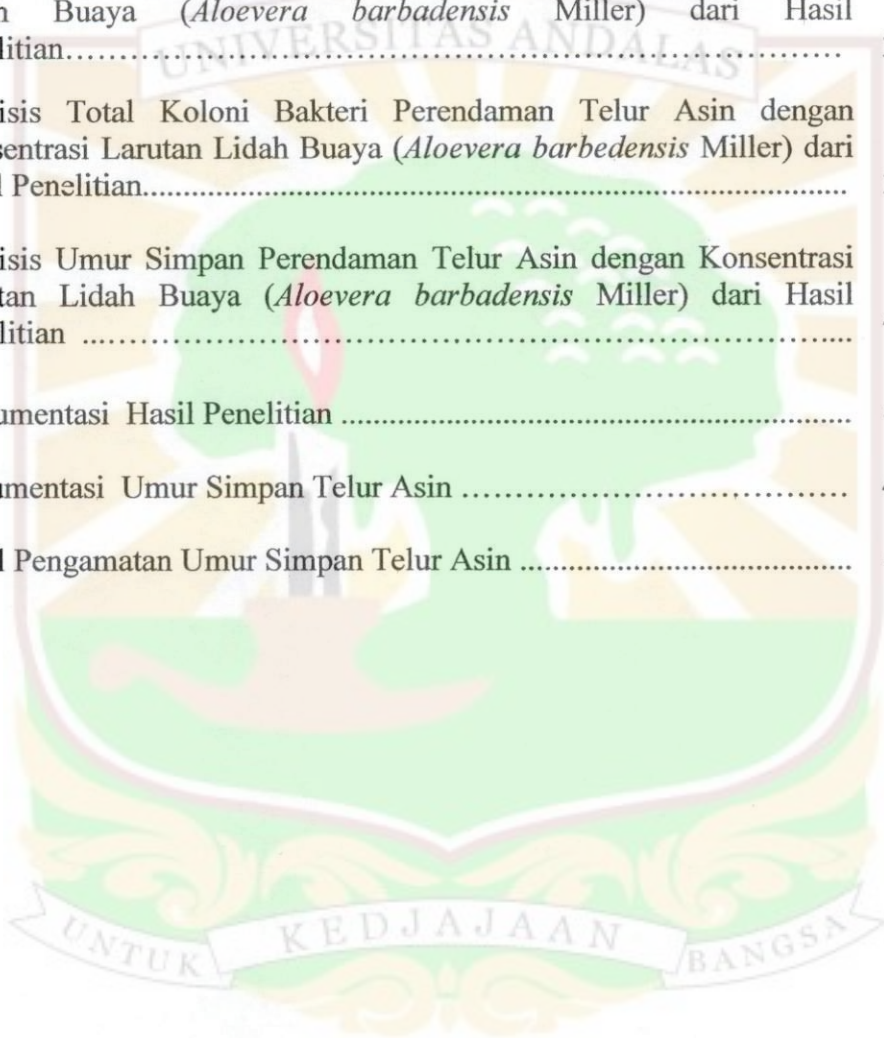 n Buaya (Aloevera barbadensis Miller) dari Hasil
litian......................................................................
UNIVERSITAS ANDALAS
isis Total Koloni Bakteri Perendaman Telur Asin dengan
sentrasi Larutan Lidah Buaya (Aloevera barbedensis Miller) dari
l Penelitian......................................................................
isis Umur Simpan Perendaman Telur Asin dengan Konsentrasi
tan Lidah Buaya (Aloevera barbadensis Miller) dari Hasil
litian ......................................................................
umentasi Hasil Penelitian ............................................................
umentasi Umur Simpan Telur Asin ......................................
l Pengamatan Umur Simpan Telur Asin ......................................
UNTUK KEDJAJAAN BANGSA